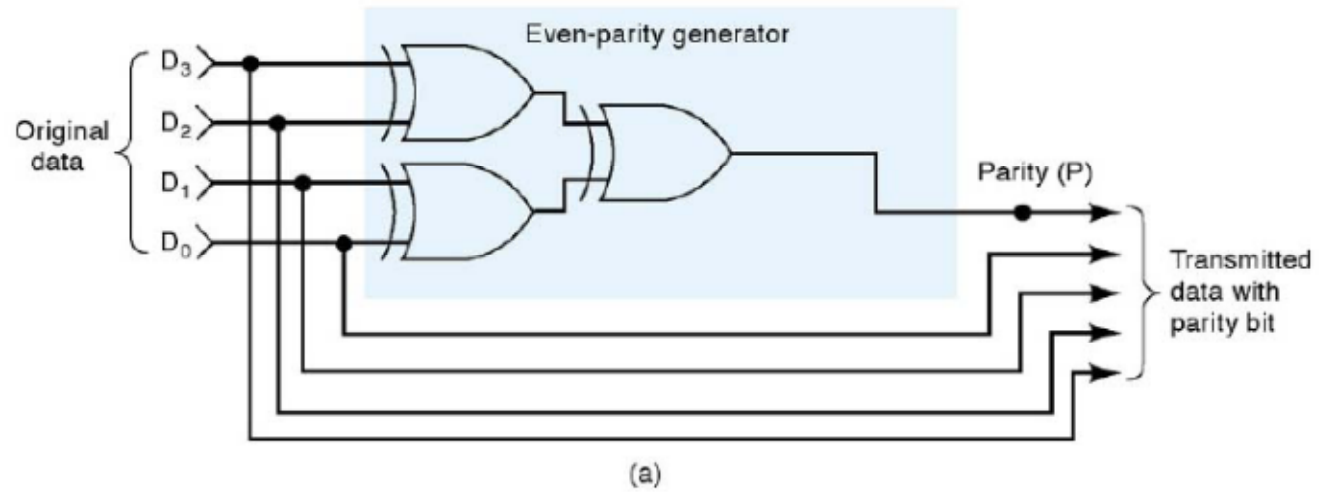 Even-parity generator
D₃
D₂
Original
data
D₁
D₀
Parity (P)
Transmitted
data with
parity bit
(a)